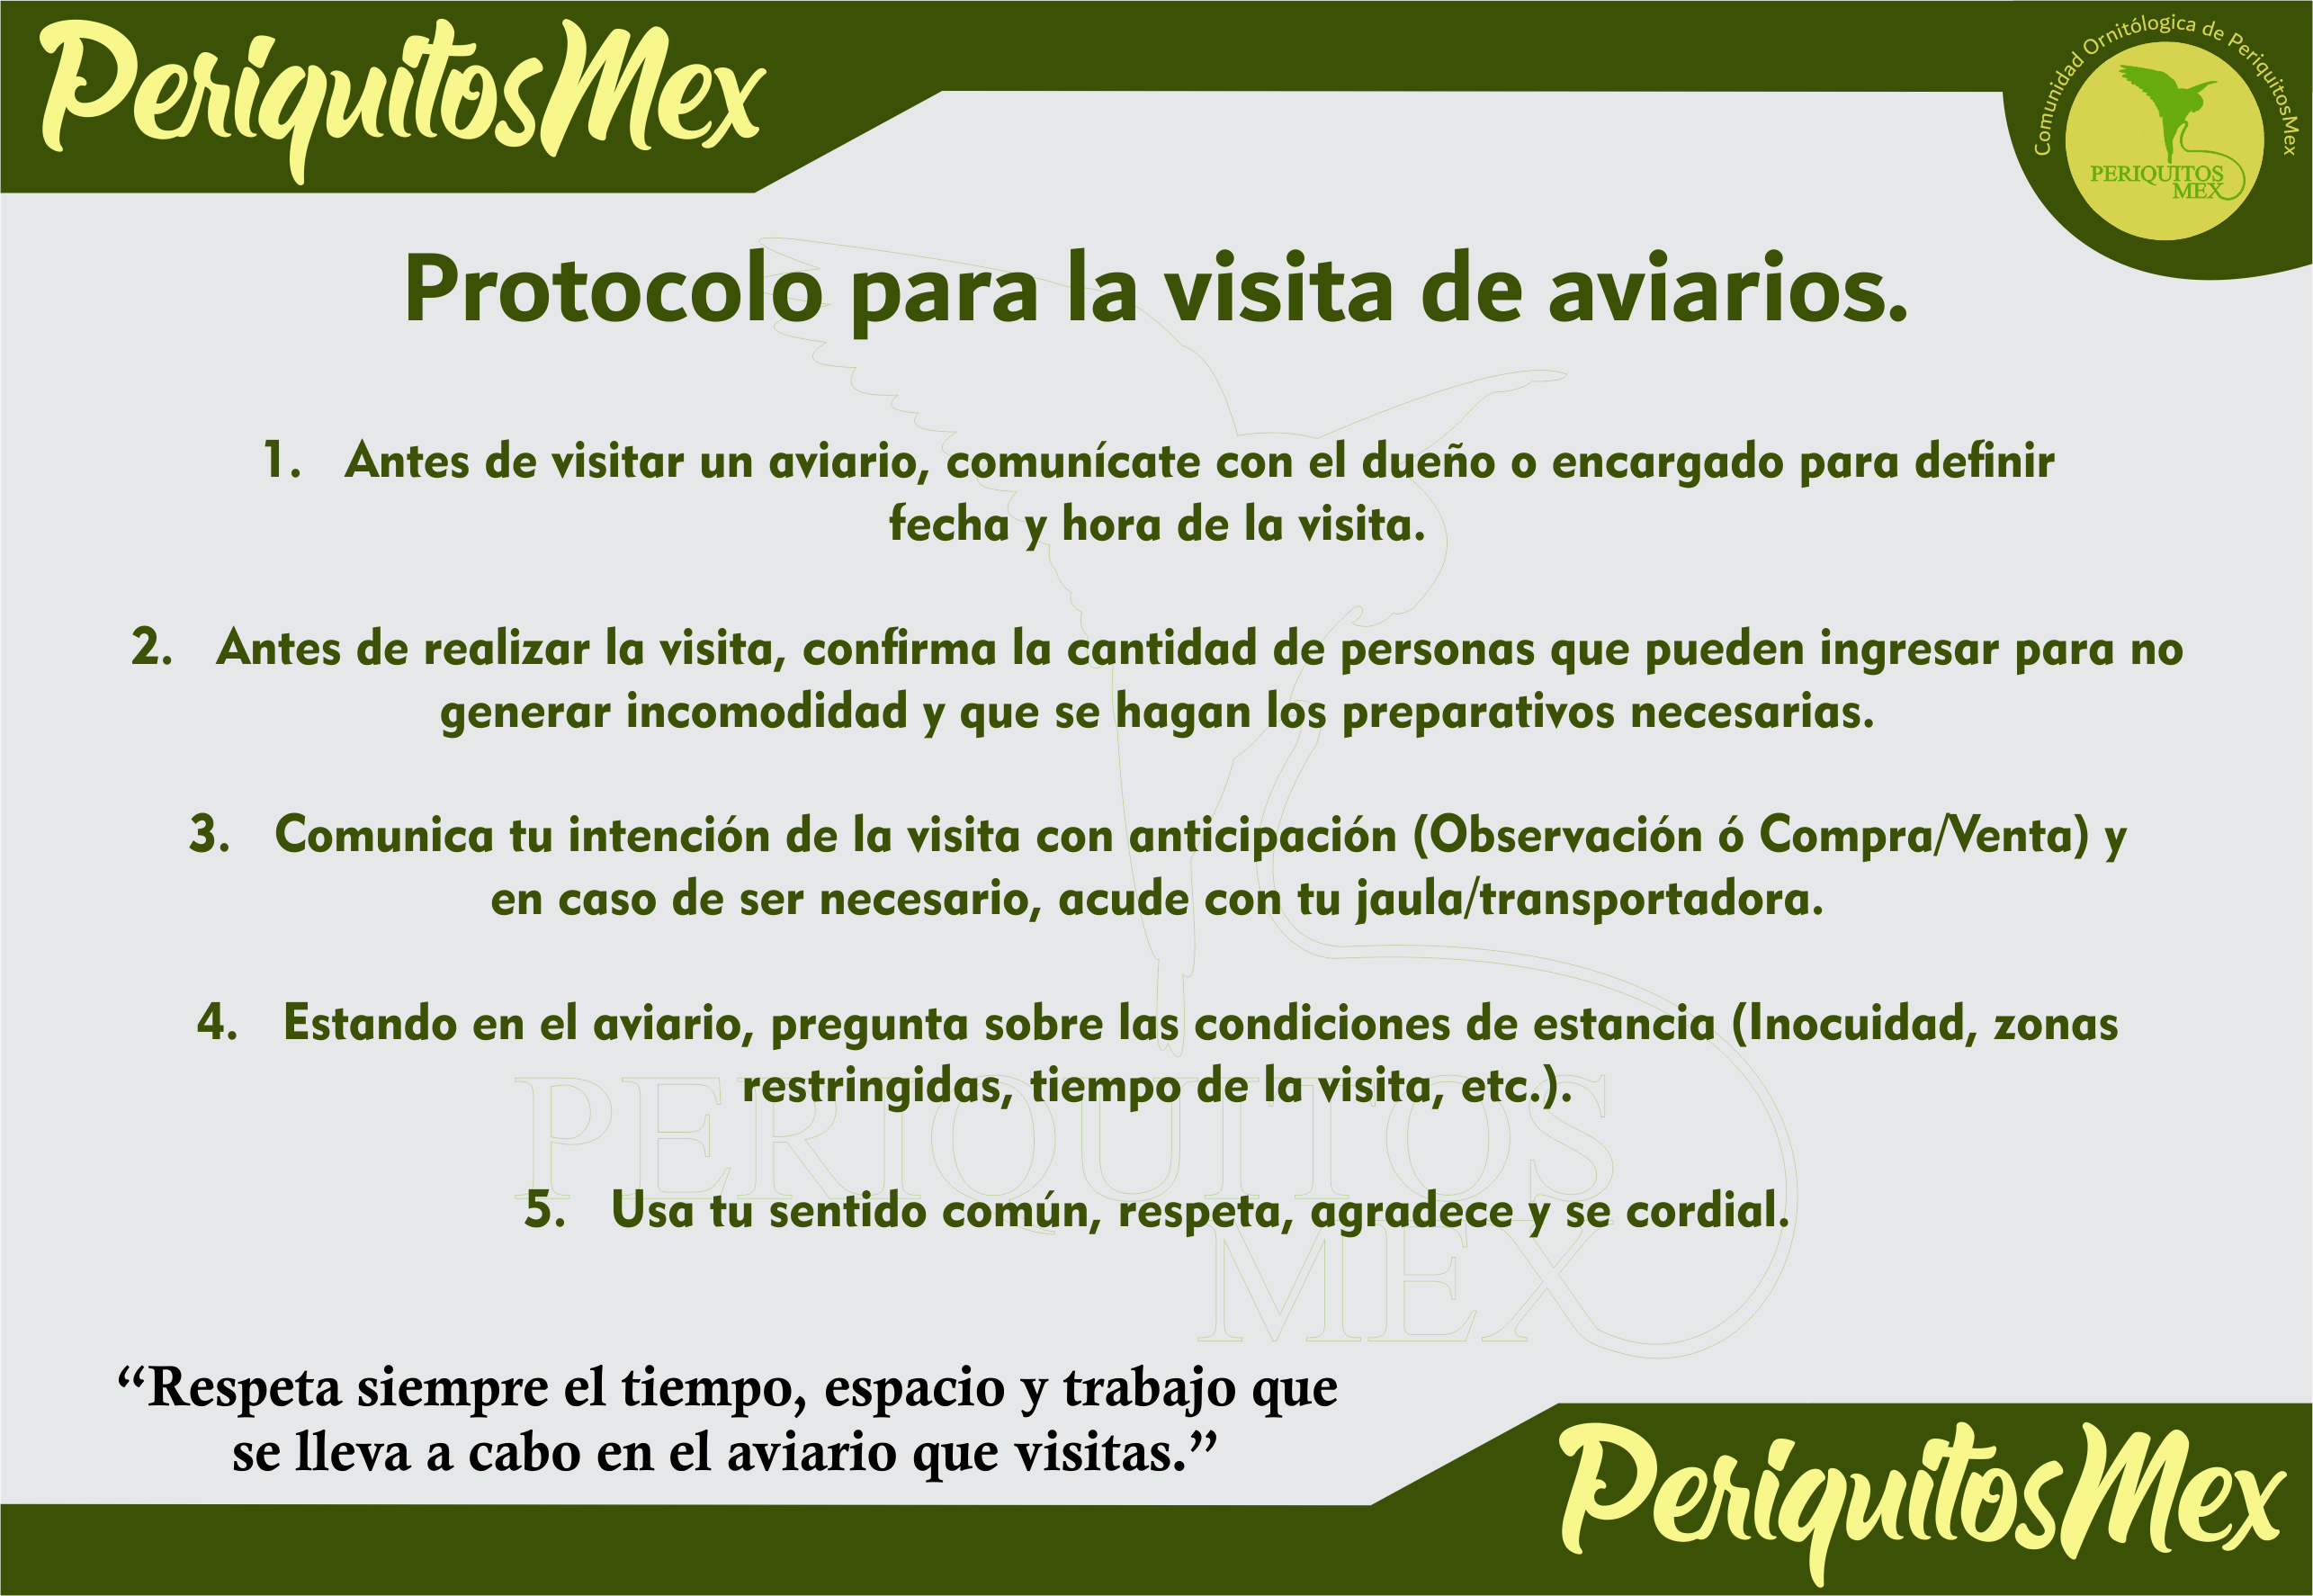 PeriquitosMex
Comunidad Ornitólogica de PeriquitosMex
PERIQUITOS
MEX
Protocolo para la visita de aviarios.
1. Antes de visitar un aviario, comunícate con el dueño o encargado para definir
fecha y hora de la visita.
2. Antes de realizar la visita, confirma la cantidad de personas que pueden ingresar para no
generar incomodidad y que se hagan los preparativos necesarias.
3. Comunica tu intención de la visita con anticipación (Observación ó Compra/Venta) y
en caso de ser necesario, acude con tu jaula/transportadora.
4. Estando en el aviario, pregunta sobre las condiciones de estancia (Inocuidad, zonas
restringidas, tiempo de la visita, etc.).
PERIQUITOS
5. Usa tu sentido común, respeta, agradece y se cordial.
MEX
“Respeta siempre el tiempo, espacio y trabajo que
se lleva a cabo en el aviario que visitas.”
PeriquitosMex